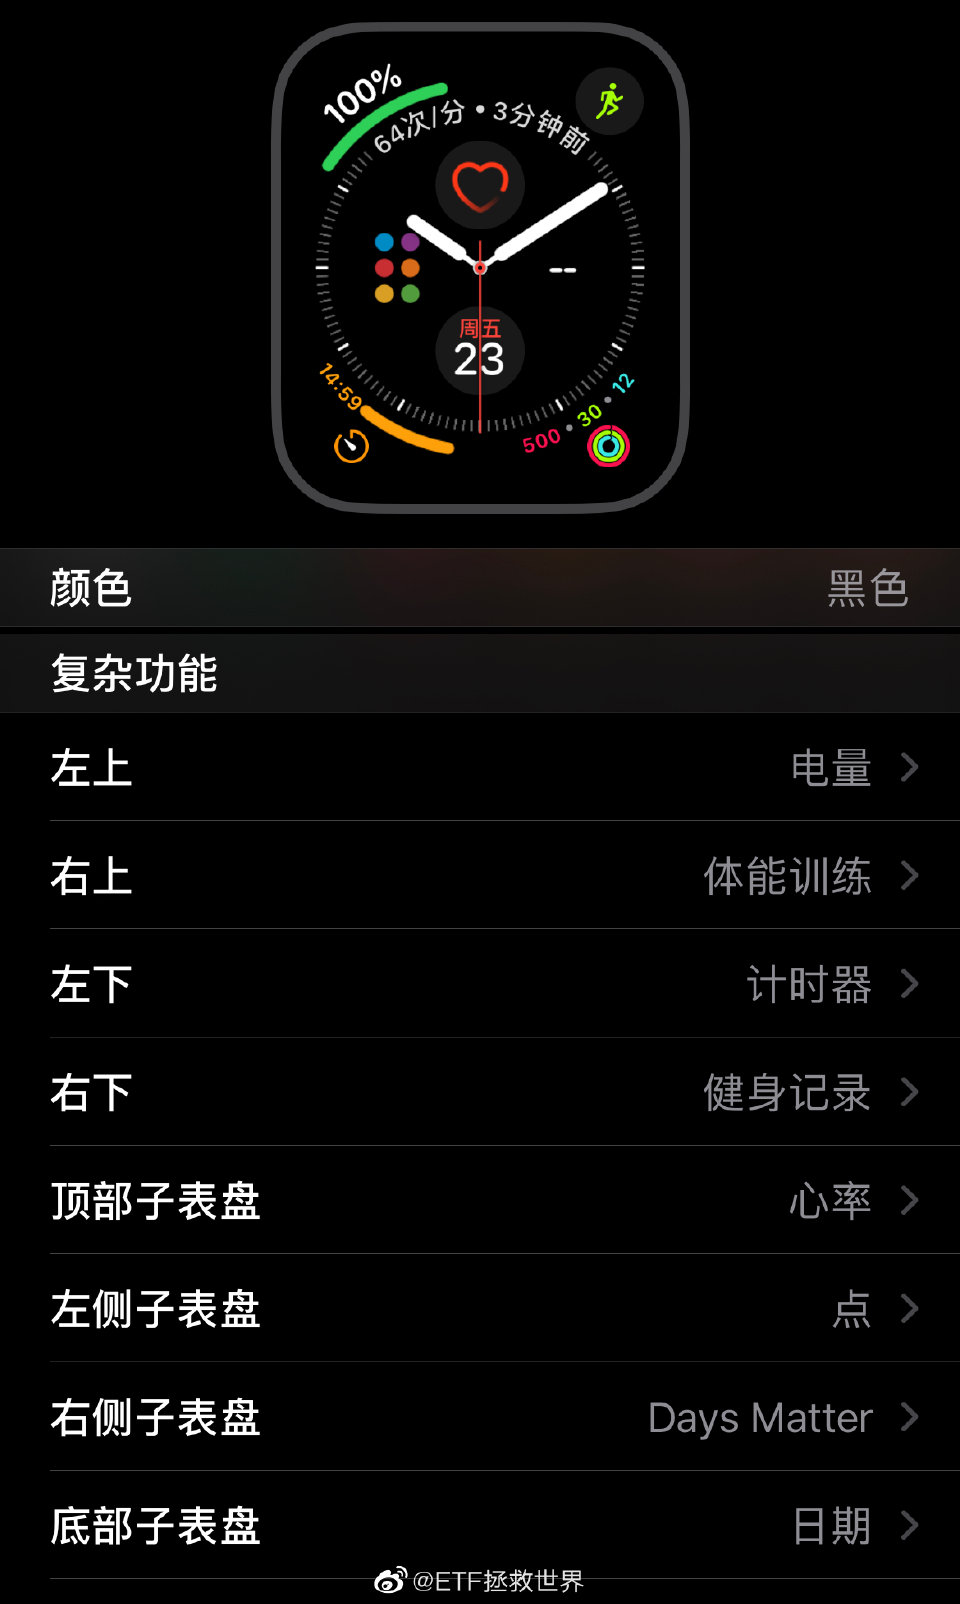 100%
64次/分 • 3分钟前
--
周五
23
14:59
500 • 30 • 12
颜色 黑色
复杂功能
左上 电量
右上 体能训练
左下 计时器
右下 健身记录
顶部子表盘 心率
左侧子表盘 点
右侧子表盘 Days Matter
底部子表盘 日期
@ETF拯救世界